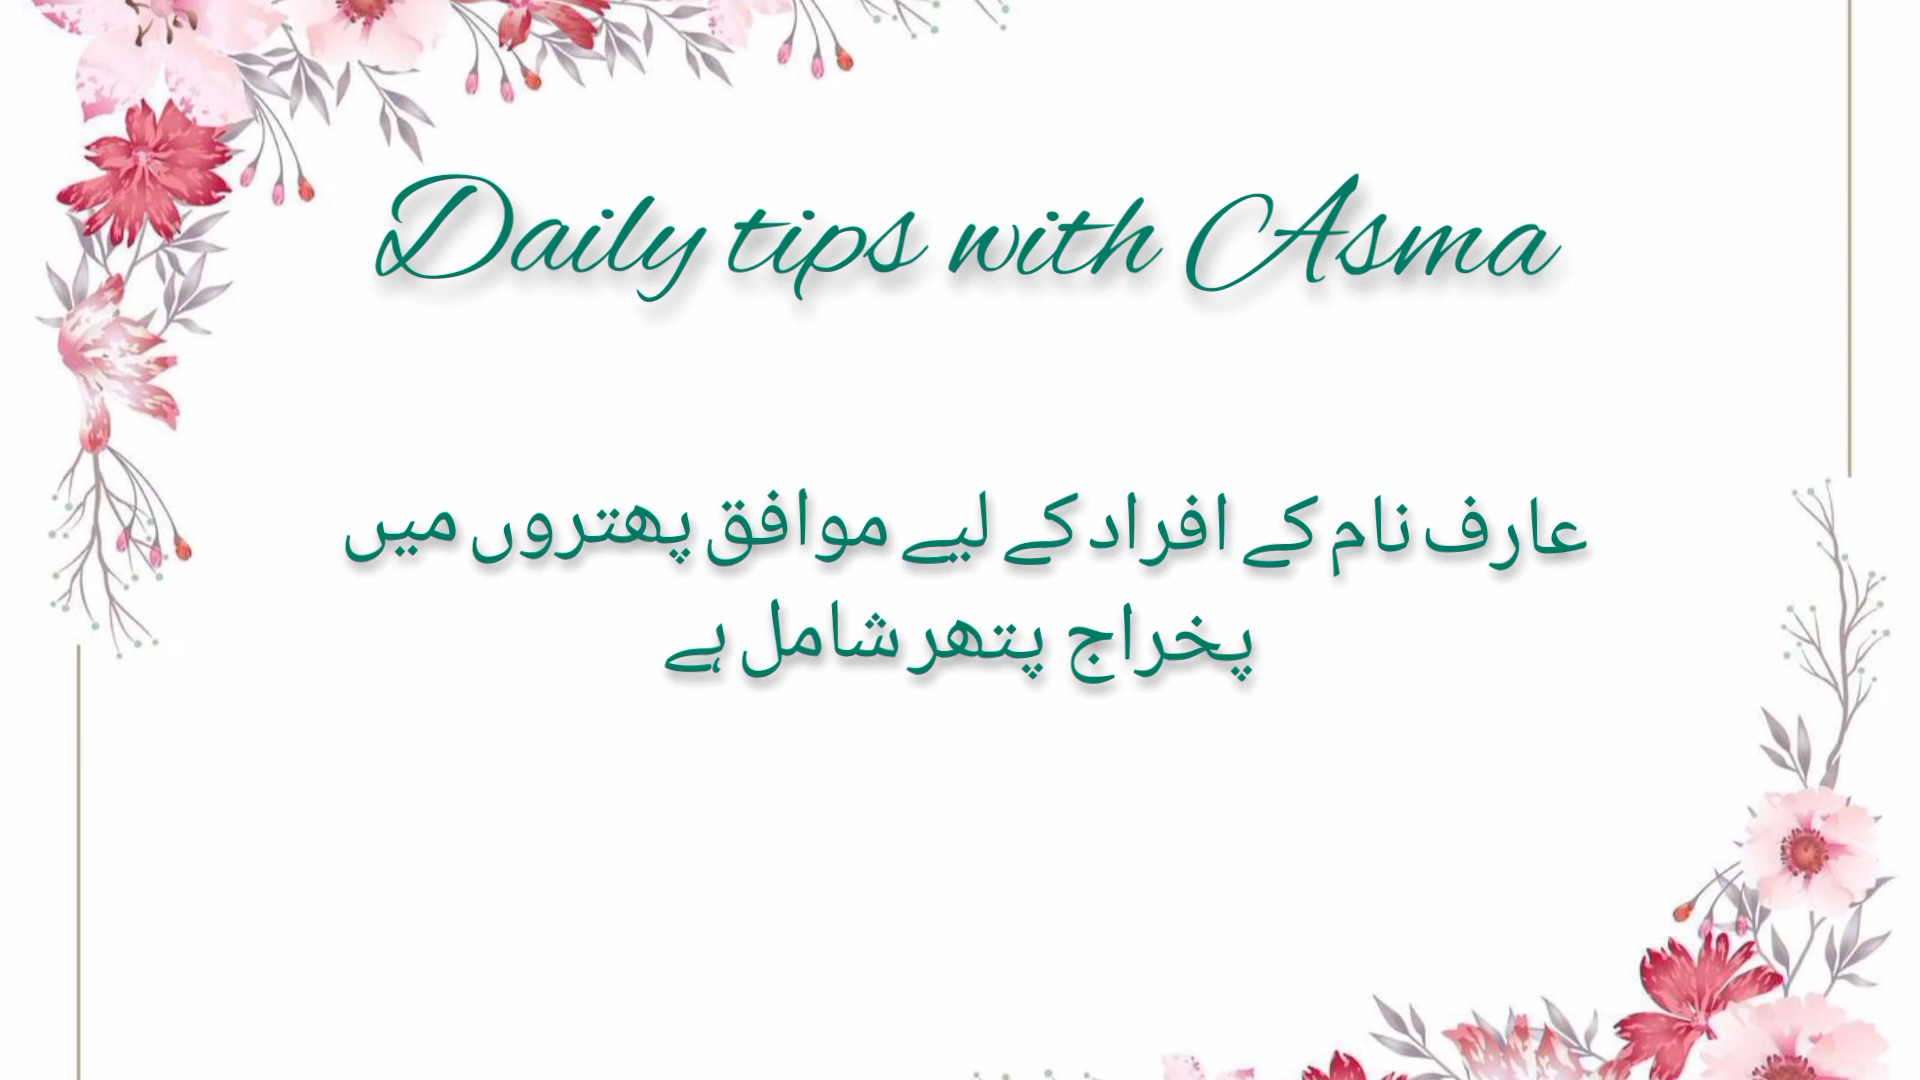 Daily tips with Asma
عارف نام کے افراد کے لیے موافق پھتروں میں
پخراج پتھر شامل ہے